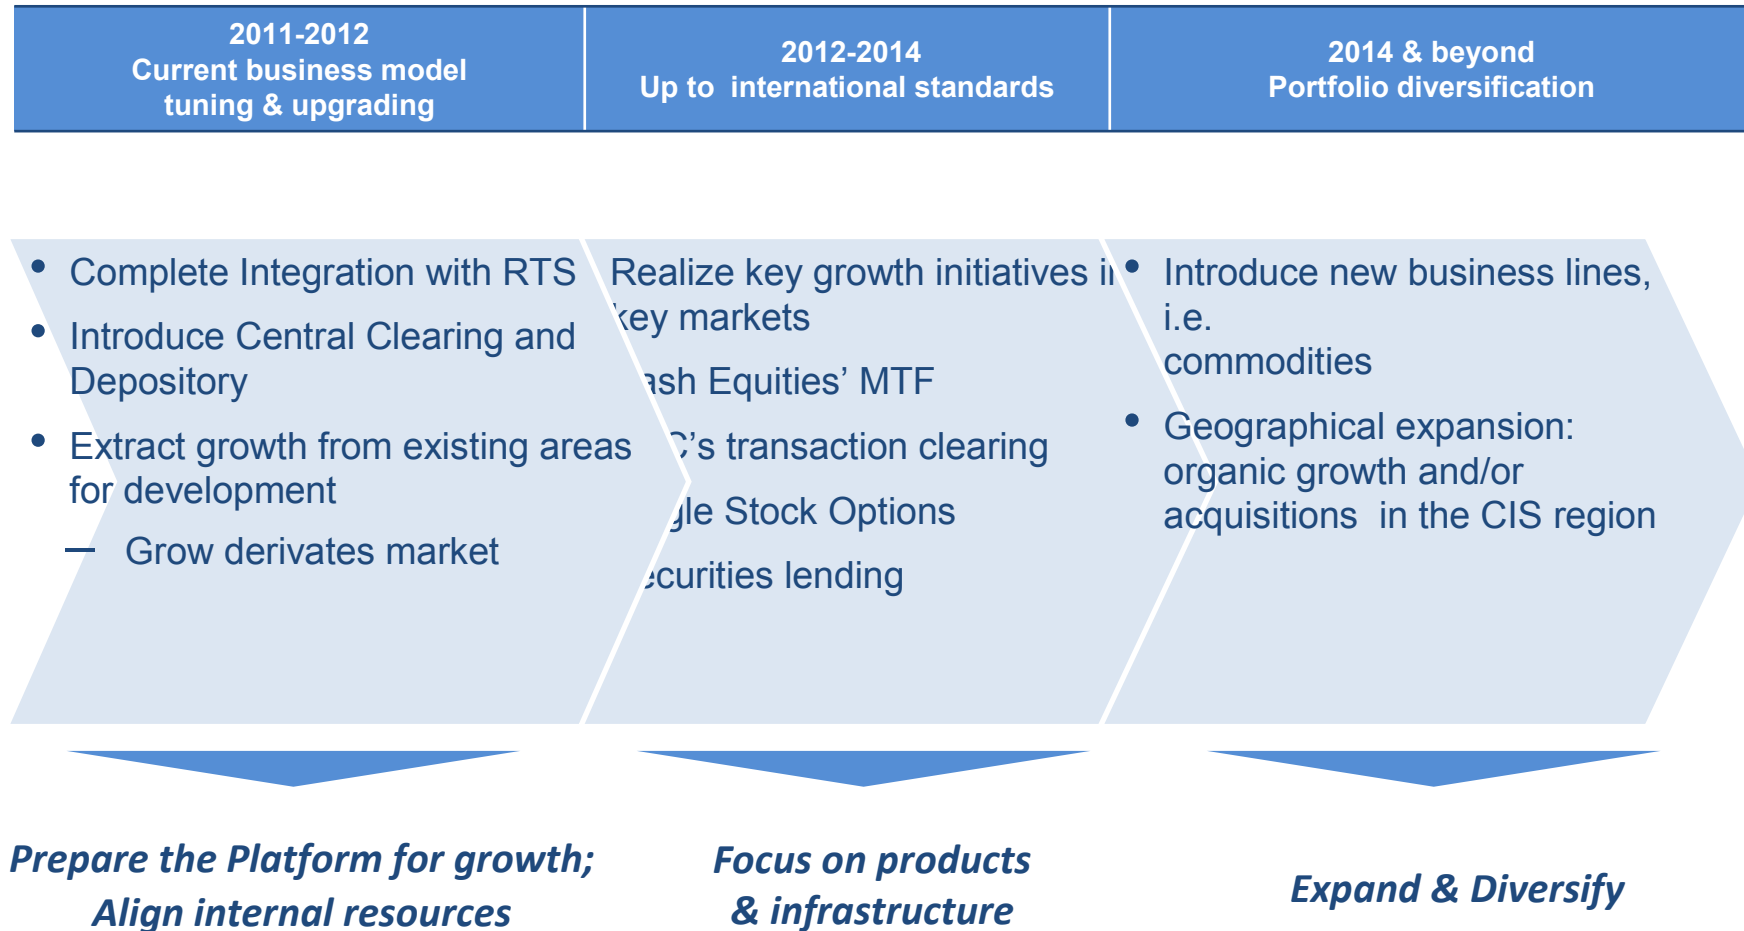 2011-2012
Current business model
tuning & upgrading
2012-2014
Up to international standards
2014 & beyond
Portfolio diversification
• Complete Integration with RTS
• Introduce Central Clearing and
Depository
• Extract growth from existing areas
for development
— Grow derivates market
Realize key growth initiatives
key markets
Equities’ MTF
transaction clearing
Stock Options
lending
• Introduce new business lines,
i.e.
commodities
• Geographical expansion:
organic growth and/or
acquisitions in the CIS region
Prepare the Platform for growth;
Align internal resources
Focus on products
& infrastructure
Expand & Diversify